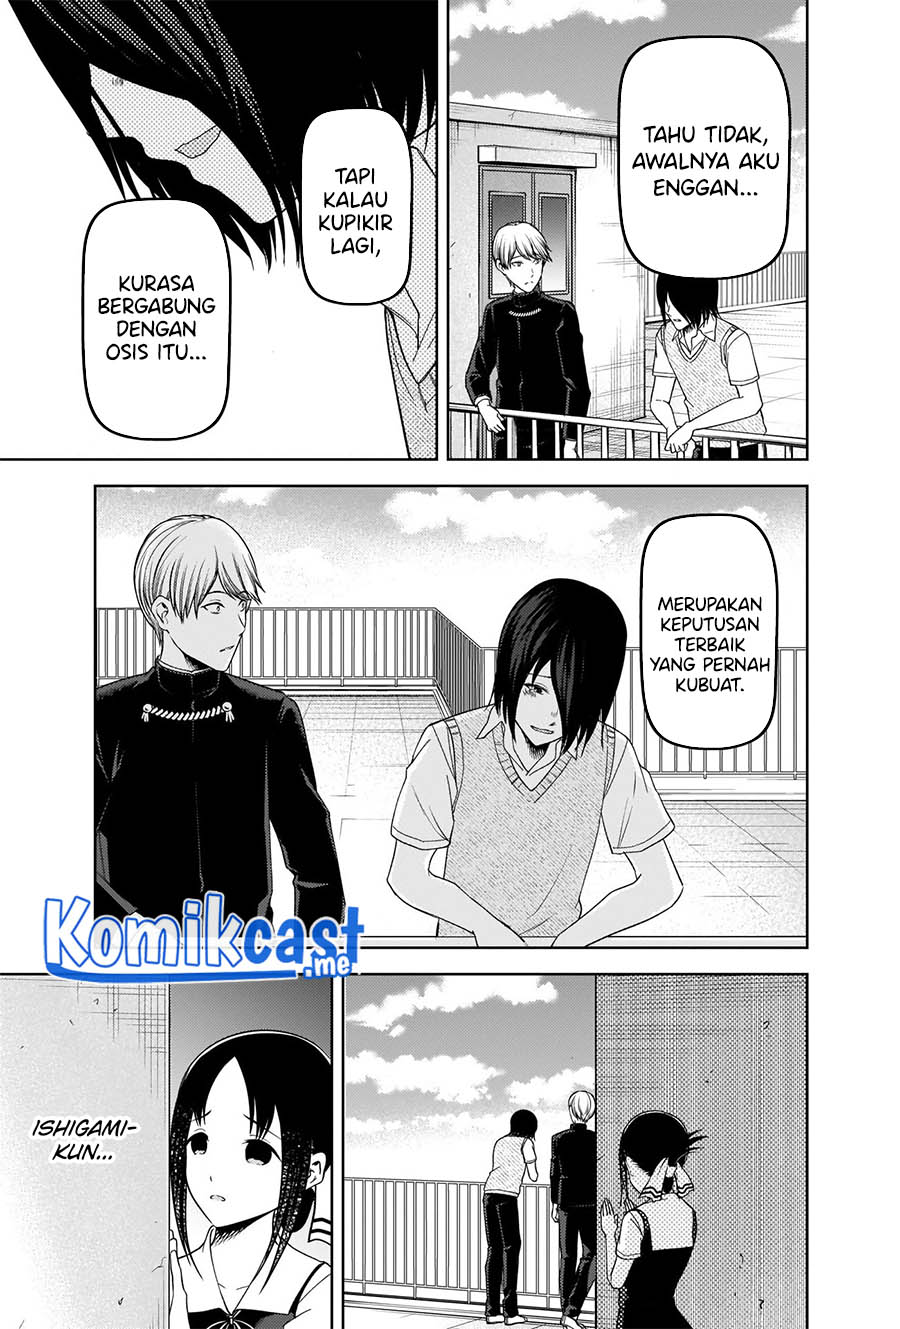 TAHU TIDAK,
AWALNYA AKU
ENGGAN...
TAPI
KALAU
KUPIKIR
LAGI,
KURASA
BERGABUNG
DENGAN
OSIS ITU...
MERUPAKAN
KEPUTUSAN
TERBAIK
YANG PERNAH
KUBUAT.
Komikcast
.me
ISHIGAMI-
KUN...